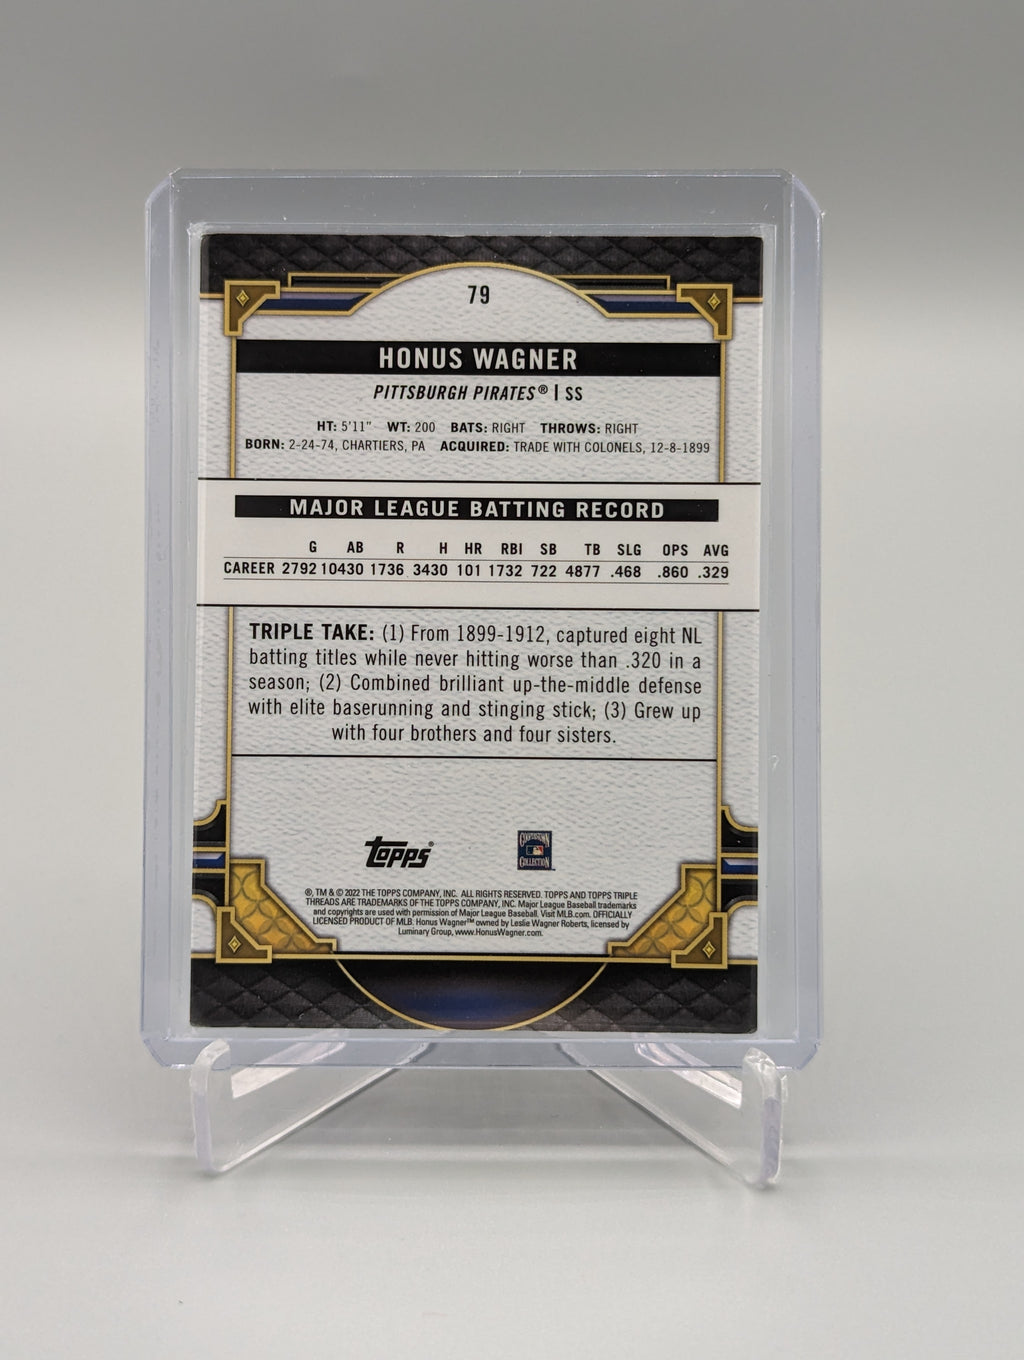 79
HONUS WAGNER
PITTSBURGH PIRATES® | SS
HT: 5'11" WT: 200 BATS: RIGHT THROWS: RIGHT
BORN: 2-24-74, CHARTIERS, PA ACQUIRED: TRADE WITH COLONELS, 12-8-1899
MAJOR LEAGUE BATTING RECORD
G AB R H HR RBI SB TB SLG OPS AVG
CAREER 2792 10430 1736 3430 101 1732 722 4877 .468 .860 .329
TRIPLE TAKE: (1) From 1899-1912, captured eight NL
batting titles while never hitting worse than .320 in a
season; (2) Combined brilliant up-the-middle defense
with elite baserunning and stinging stick; (3) Grew up
with four brothers and four sisters.
topps®
COOPERSTOWN
COLLECTION
®, TM & © 2022 THE TOPPS COMPANY, INC. ALL RIGHTS RESERVED. TOPPS AND TOPPS TRIPLE
THREADS ARE TRADEMARKS OF THE TOPPS COMPANY, INC. Major League Baseball trademarks
and copyrights are used with permission of Major League Baseball. Visit MLB.com. OFFICIALLY
LICENSED PRODUCT OF MLB. Honus Wagner™ owned by Leslie Wagner Roberts, licensed by
Luminary Group, www.HonusWagner.com.